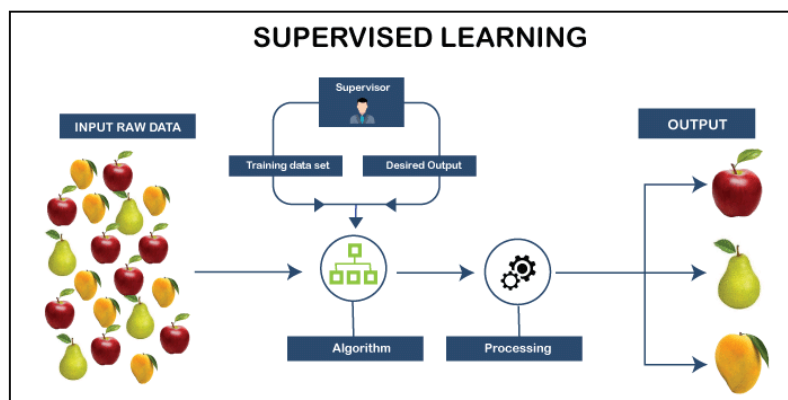 SUPERVISED LEARNING
Supervisor
INPUT RAW DATA
OUTPUT
Training data set
Desired Output
Algorithm
Processing